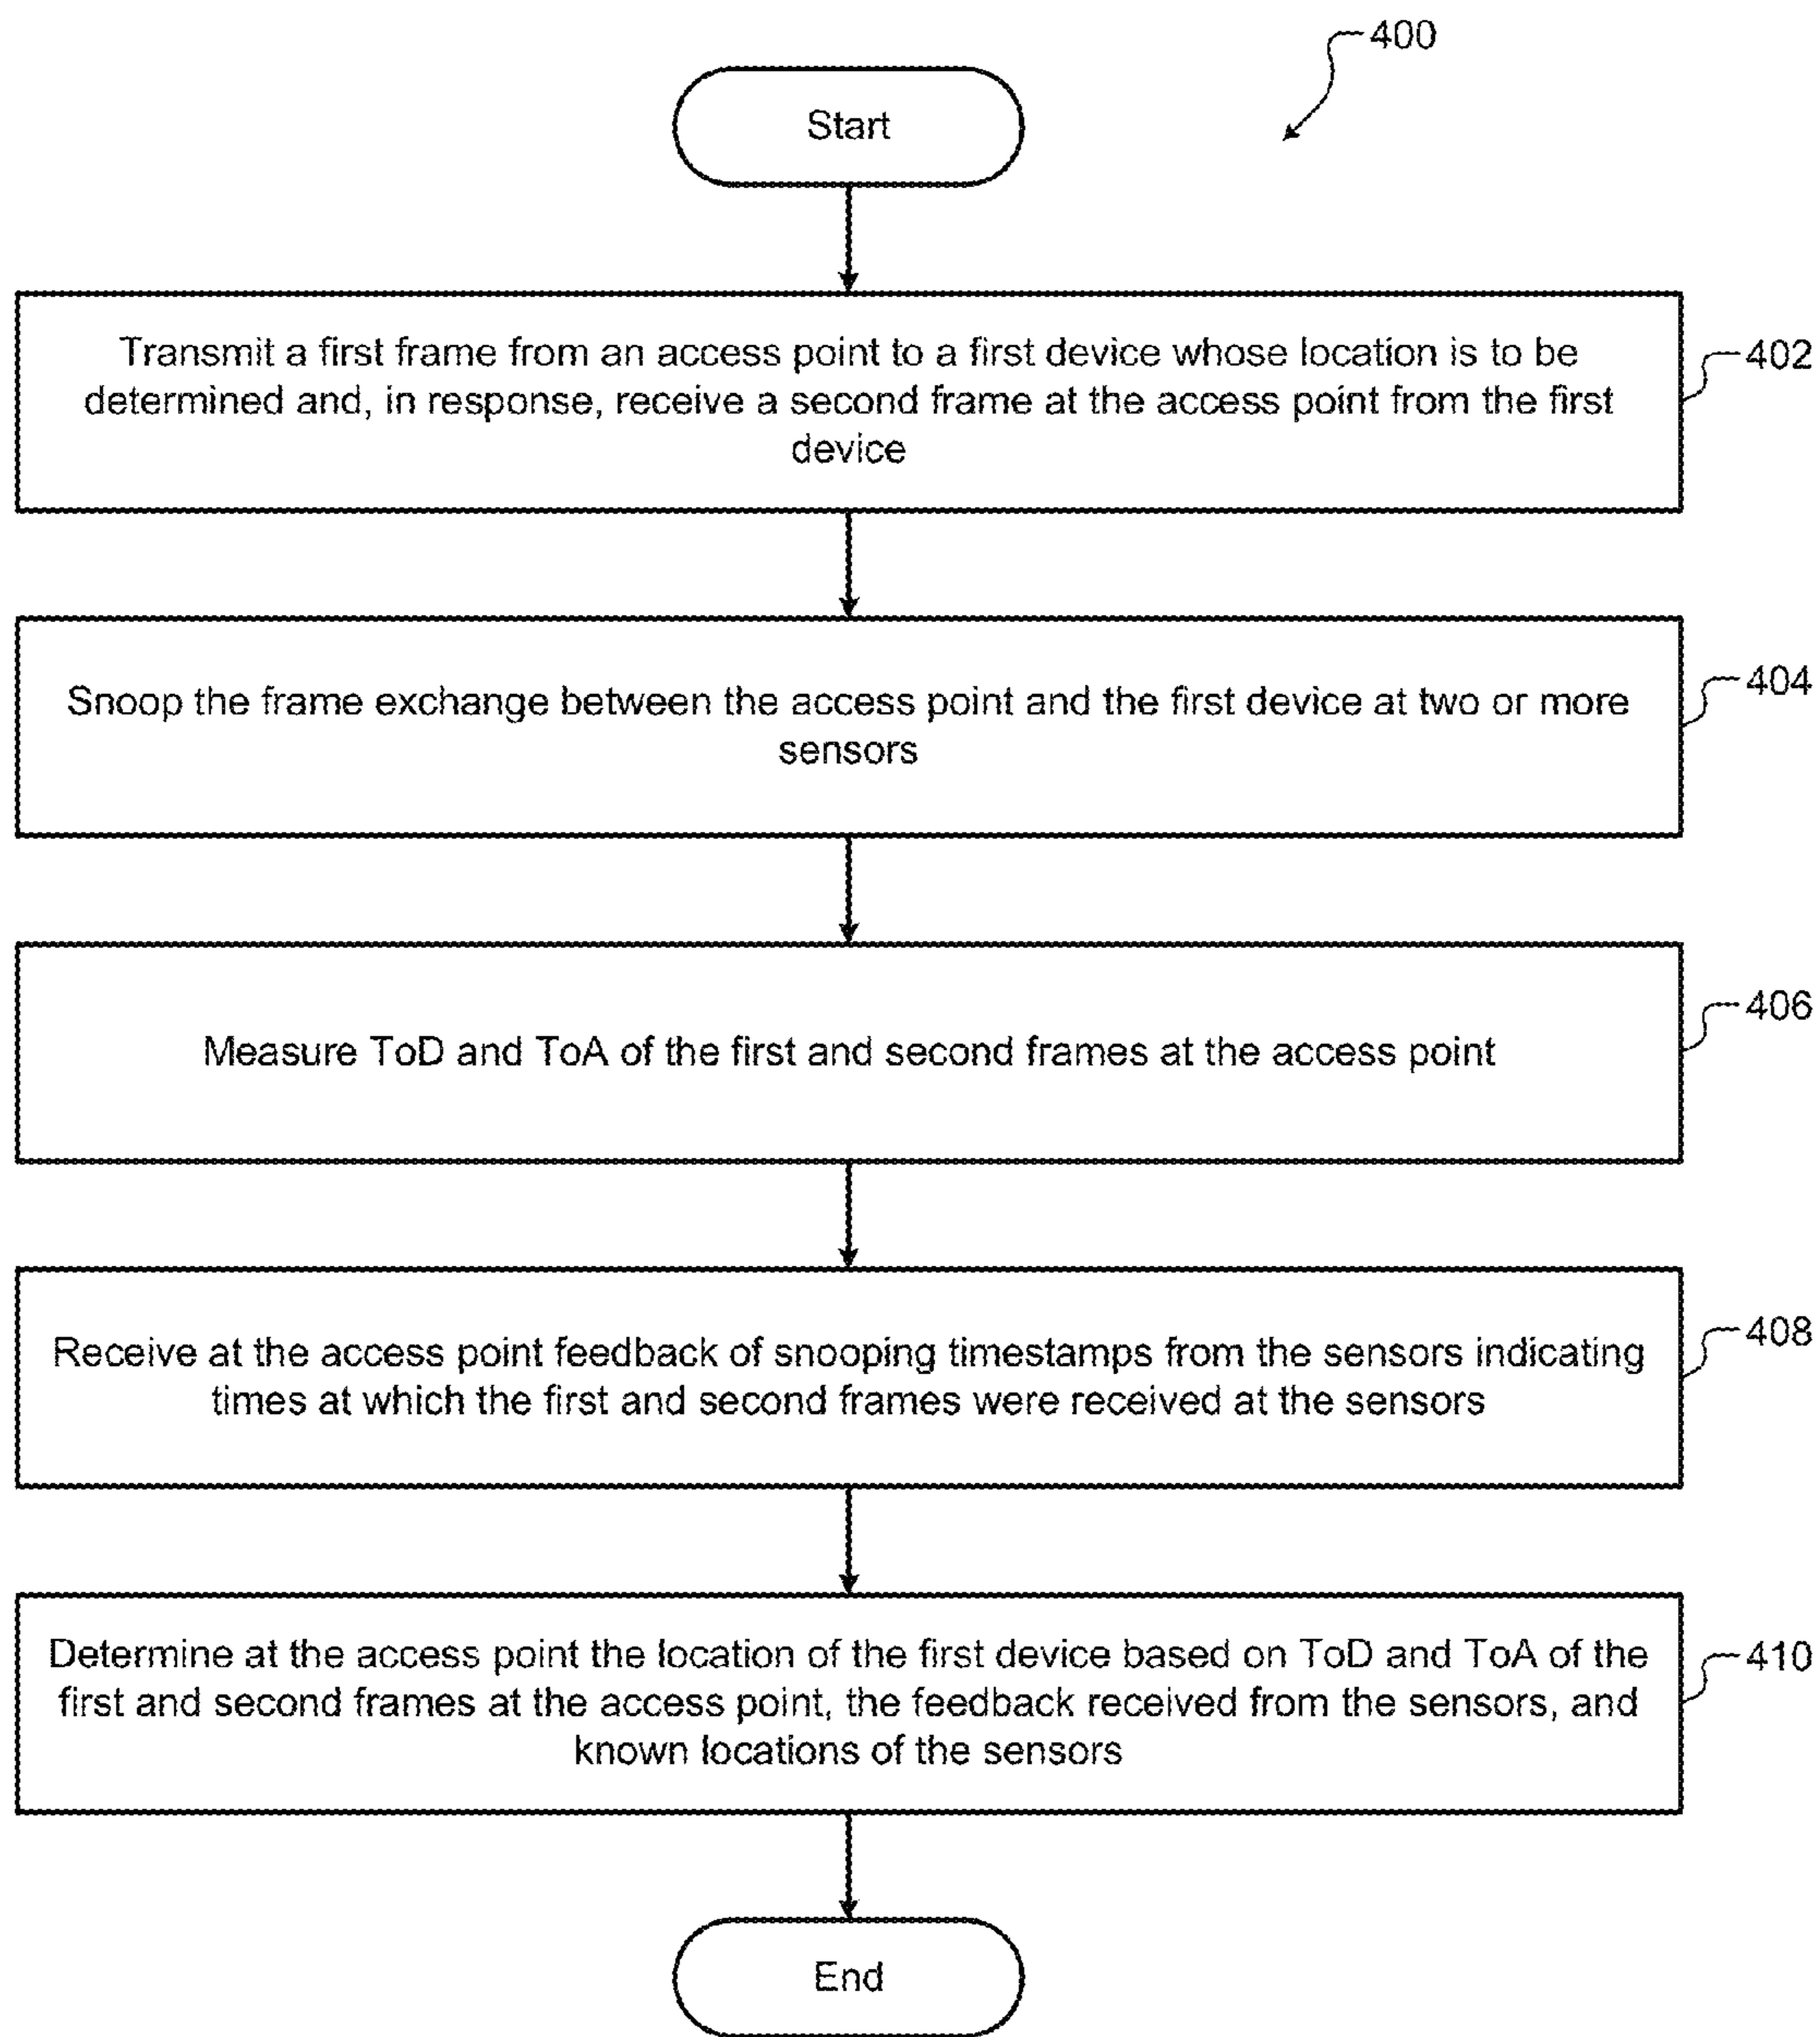 400
Start
Transmit a first frame from an access point to a first device whose location is to be
determined and, in response, receive a second frame at the access point from the first
device
402
Snoop the frame exchange between the access point and the first device at two or more
sensors
404
Measure ToD and ToA of the first and second frames at the access point
406
Receive at the access point feedback of snooping timestamps from the sensors indicating
times at which the first and second frames were received at the sensors
408
Determine at the access point the location of the first device based on ToD and ToA of the
first and second frames at the access point, the feedback received from the sensors, and
known locations of the sensors
410
End